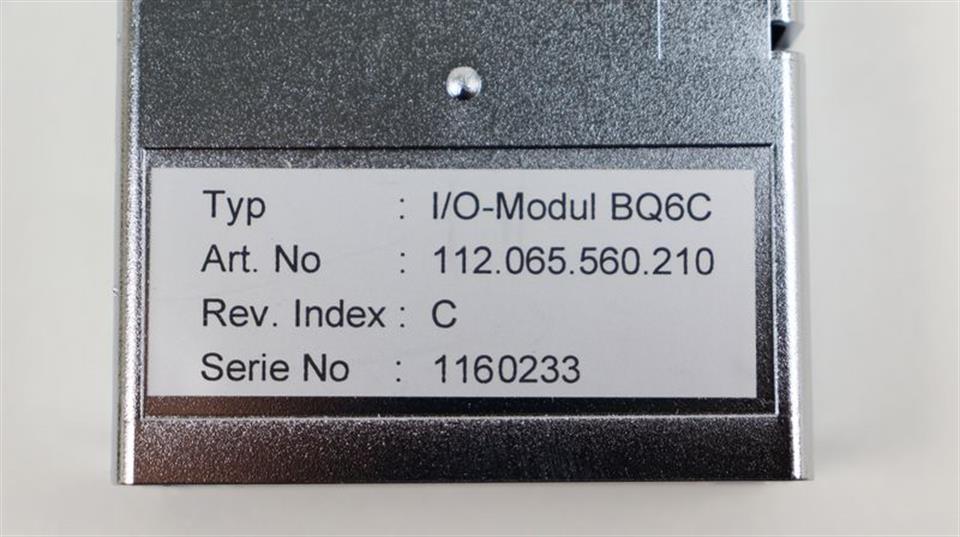 Typ : I/O-Modul BQ6C
Art. No : 112.065.560.210
Rev. Index : C
Serie No : 1160233